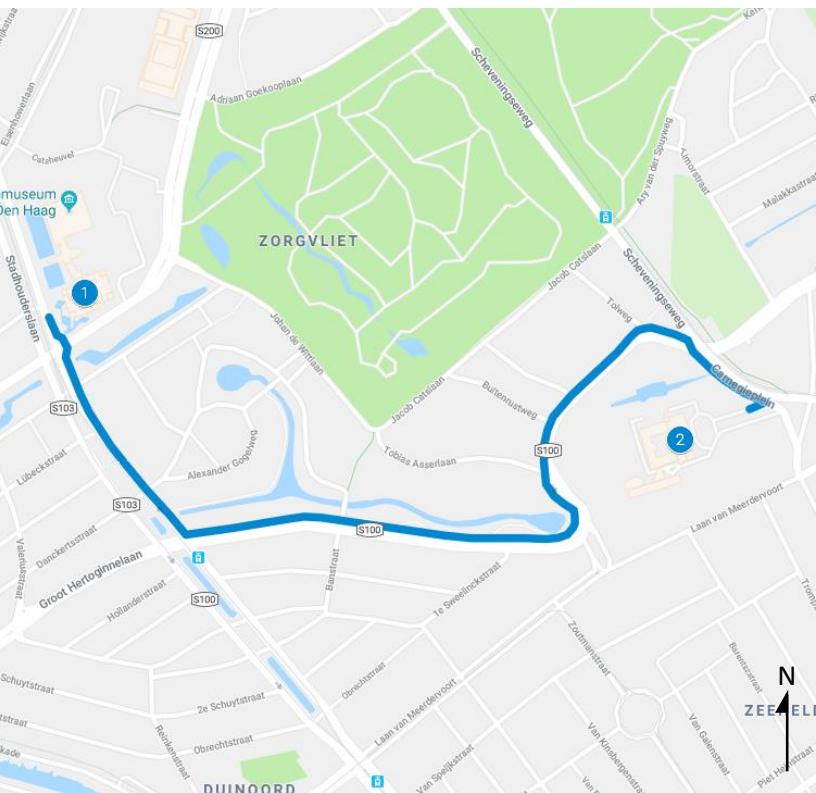 S200
Scheveningseweg
Adriaan Goekooplaan
Eisenhowerlaan
Catsheuvel
Ary van der Spuyweg
Timorstraat
Malakkastraat
museum
Den Haag
ZORGVLIET
Stadhouderslaan
1
Jacob Catslaan
Scheveningseweg
Tolweg
Johan de Wittlaan
Carnegieplein
Buitenrustweg
Jacob Catslaan
S103
Alexander Gogelweg
2
S100
Tobias Asserlaan
Lübeckstraat
S103
Laan van Meerdervoort
S100
Danckertsstraat
Valeriusstraat
Groot Hertoginnelaan
Banstraat
1e Sweelinckstraat
Hollanderstraat
S100
Zoutmanstraat
Barentszstraat
N
Schuytstraat
Obrechtstraat
2e Schuytstraat
Laan van Meerdervoort
Reinkenstraat
Obrechtstraat
Van Kinsbergenstraat
Van Galenstraat
Van Speijkstraat
Piet Heinstraat
DUINOORD